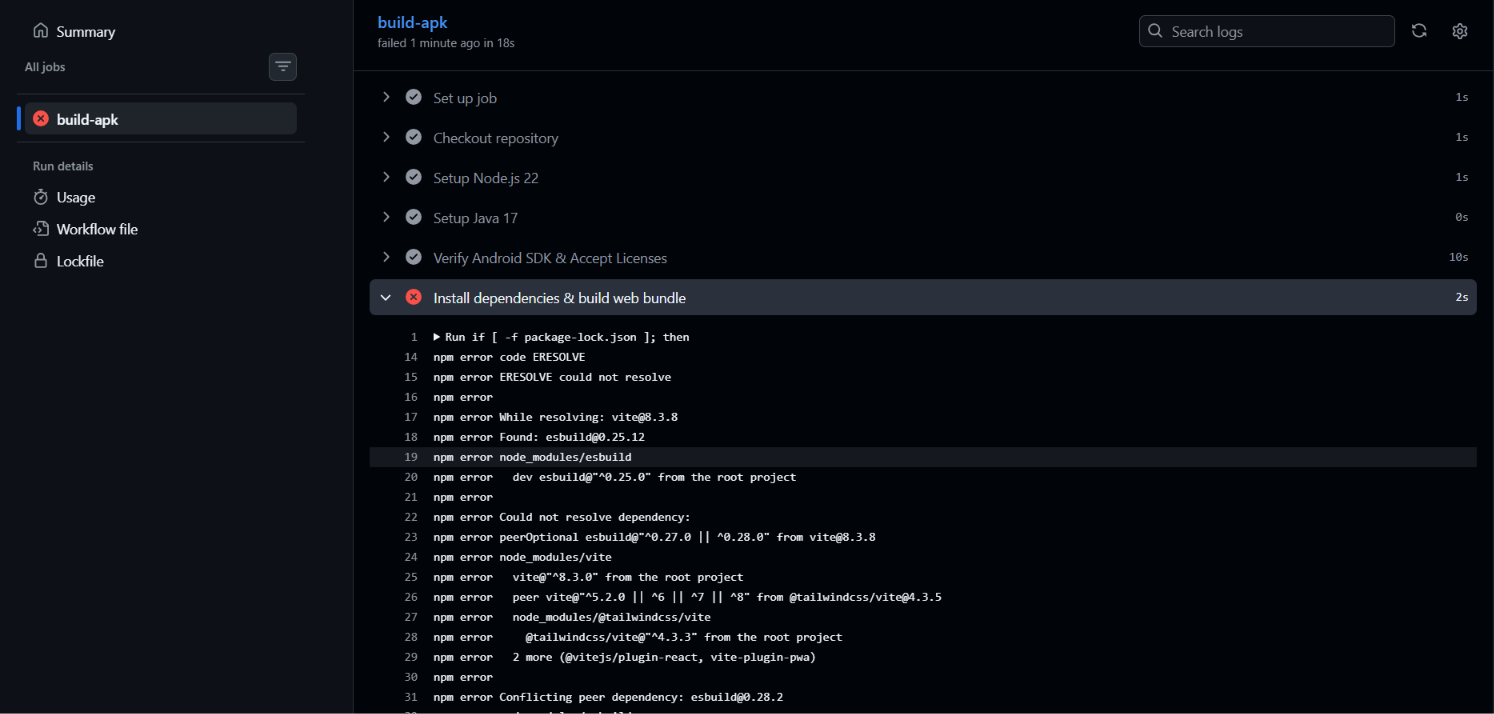 Summary
All jobs
build-apk
Run details
Usage
Workflow file
Lockfile
build-apk
failed 1 minute ago in 18s
Search logs
Set up job 1s
Checkout repository 1s
Setup Node.js 22 1s
Setup Java 17 0s
Verify Android SDK & Accept Licenses 10s
Install dependencies & build web bundle 2s
1 Run if [ -f package-lock.json ]; then
14 npm error code ERESOLVE
15 npm error ERESOLVE could not resolve
16 npm error
17 npm error While resolving: vite@8.3.8
18 npm error Found: esbuild@0.25.12
19 npm error node_modules/esbuild
20 npm error   dev esbuild@"^0.25.0" from the root project
21 npm error
22 npm error Could not resolve dependency:
23 npm error peerOptional esbuild@"^0.27.0 || ^0.28.0" from vite@8.3.8
24 npm error node_modules/vite
25 npm error   vite@"^8.3.0" from the root project
26 npm error   peer vite@"^5.2.0 || ^6 || ^7 || ^8" from @tailwindcss/vite@4.3.5
27 npm error   node_modules/@tailwindcss/vite
28 npm error     @tailwindcss/vite@"^4.3.3" from the root project
29 npm error   2 more (@vitejs/plugin-react, vite-plugin-pwa)
30 npm error
31 npm error Conflicting peer dependency: esbuild@0.28.2